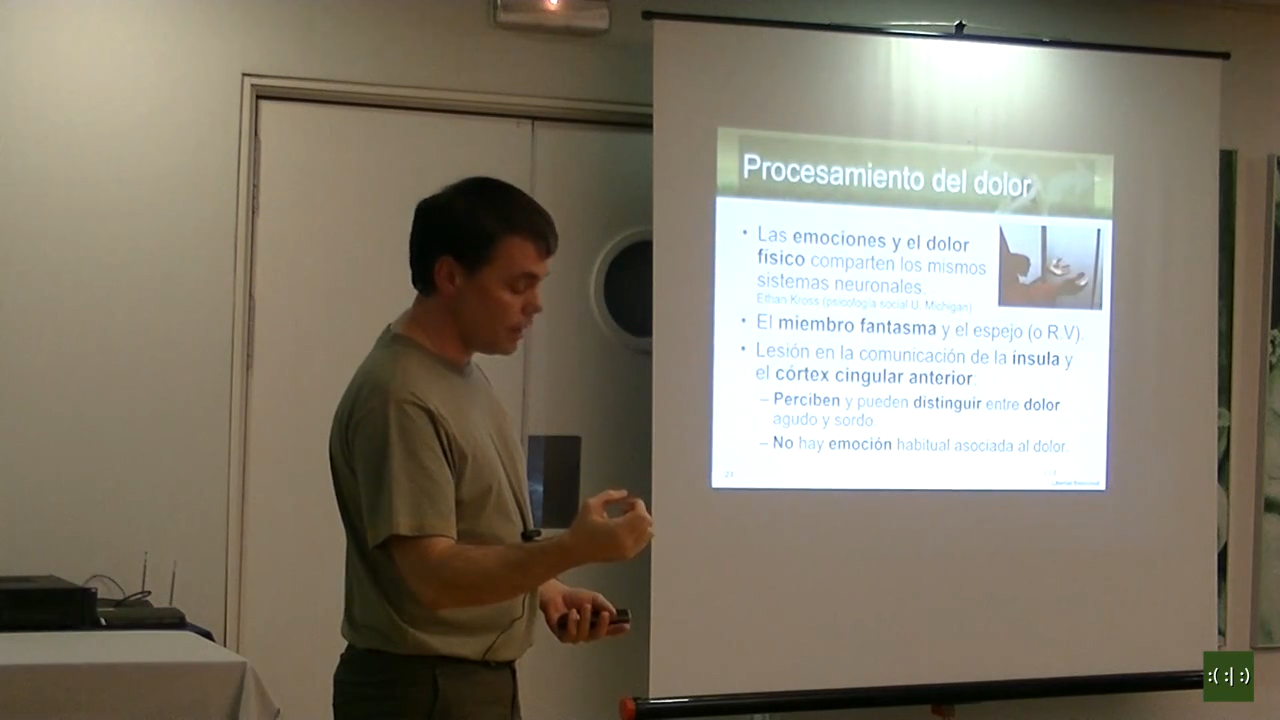 Procesamiento del dolor
• Las emociones y el dolor
físico comparten los mismos
sistemas neuronales.
Ethan Kross (psicología social U. Michigan)
• El miembro fantasma y el espejo (o R.V).
• Lesión en la comunicación de la ínsula y
el córtex cingular anterior.
– Perciben y pueden distinguir entre dolor
agudo y sordo.
– No hay emoción habitual asociada al dolor.
:( :| :)